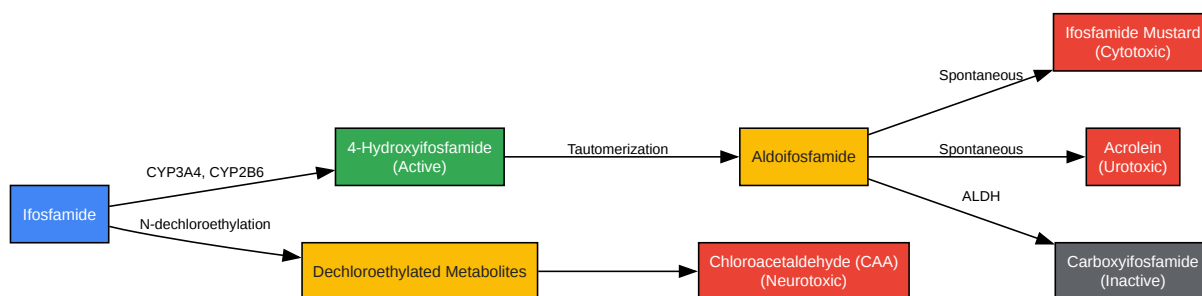 Ifosfamide
CYP3A4, CYP2B6
N-dechloroethylation
4-Hydroxyifosfamide
(Active)
Dechloroethylated Metabolites
Tautomerization
Chloroacetaldehyde (CAA)
(Neurotoxic)
Aldoifosfamide
Spontaneous
Spontaneous
ALDH
Ifosfamide Mustard
(Cytotoxic)
Acrolein
(Urotoxic)
Carboxyifosfamide
(Inactive)